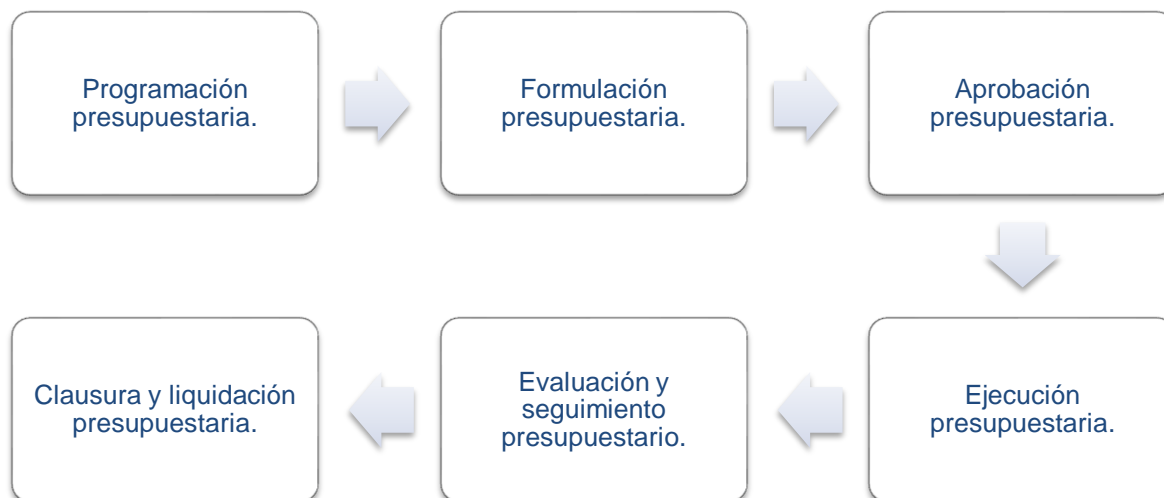 Programación
presupuestaria.
Formulación
presupuestaria.
Aprobación
presupuestaria.
Ejecución
presupuestaria.
Evaluación y
seguimiento
presupuestario.
Clausura y liquidación
presupuestaria.